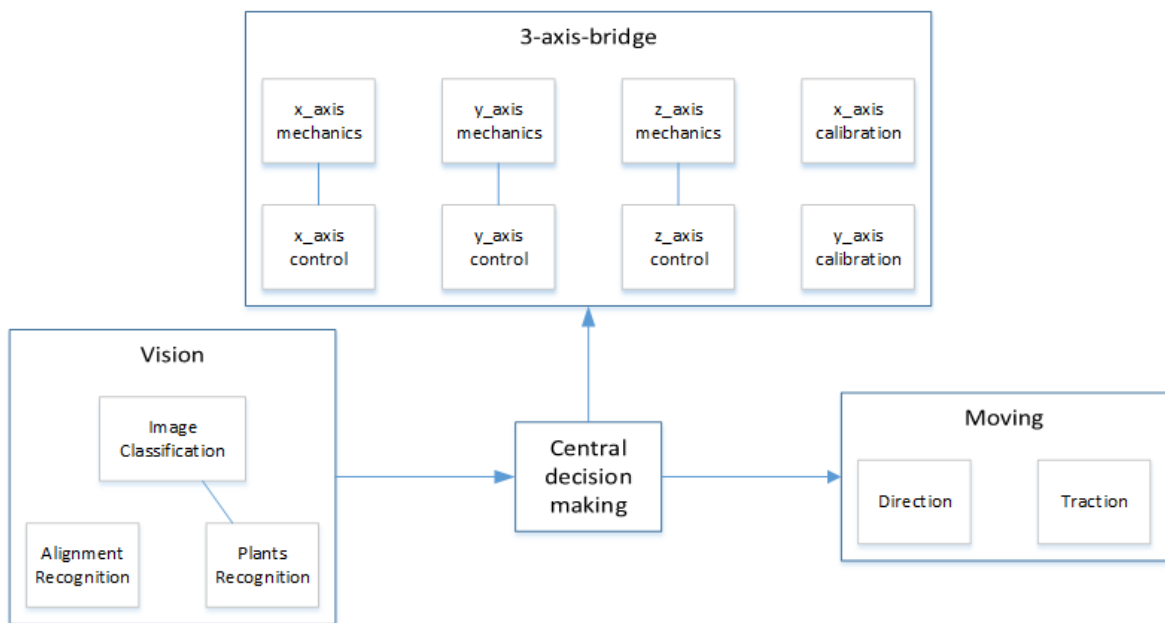 3-axis-bridge
x_axis
mechanics
y_axis
mechanics
z_axis
mechanics
x_axis
calibration
x_axis
control
y_axis
control
z_axis
control
y_axis
calibration
Vision
Image
Classification
Alignment
Recognition
Plants
Recognition
Central
decision
making
Moving
Direction
Traction